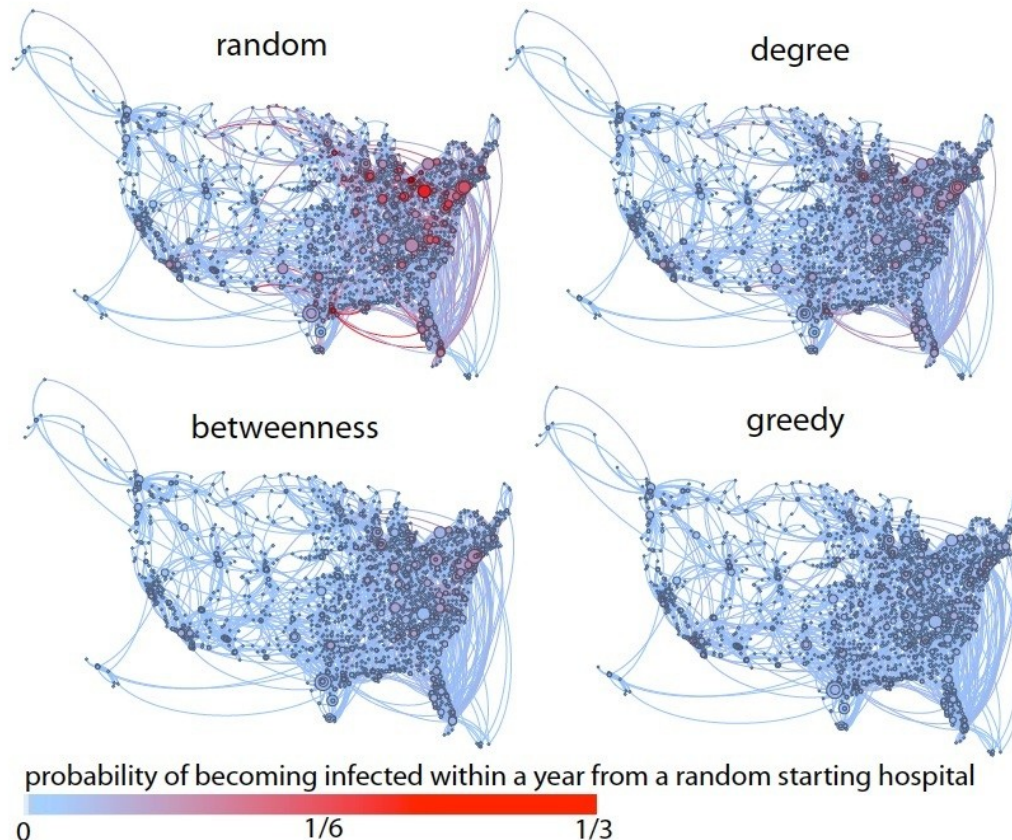 random
degree
betweenness
greedy
probability of becoming infected within a year from a random starting hospital
0
1/6
1/3